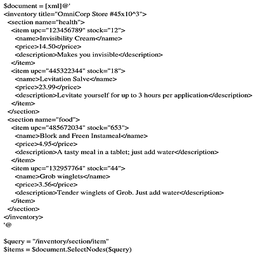 $document = [xml]@'
<inventory title="OmniCorp Store #45x10^3">
<section name="health">
<item upc="123456789" stock="12">
<name>Invisibility Cream</name>
<price>14.50</price>
<description>Makes you invisible</description>
</item>
<item upc="445322344" stock="18">
<name>Levitation Salve</name>
<price>23.99</price>
<description>Levitate yourself for up to 3 hours per application</description>
</item>
</section>
<section name="food">
<item upc="485672034" stock="653">
<name>Blork and Freen Instameal</name>
<price>4.95</price>
<description>A tasty meal in a tablet; just add water</description>
</item>
<item upc="132957764" stock="44">
<name>Grob winglets</name>
<price>3.56</price>
<description>Tender winglets of Grob. Just add water</description>
</item>
</section>
</inventory>
'@
$query = "/inventory/section/item"
$items = $document.SelectNodes($query)